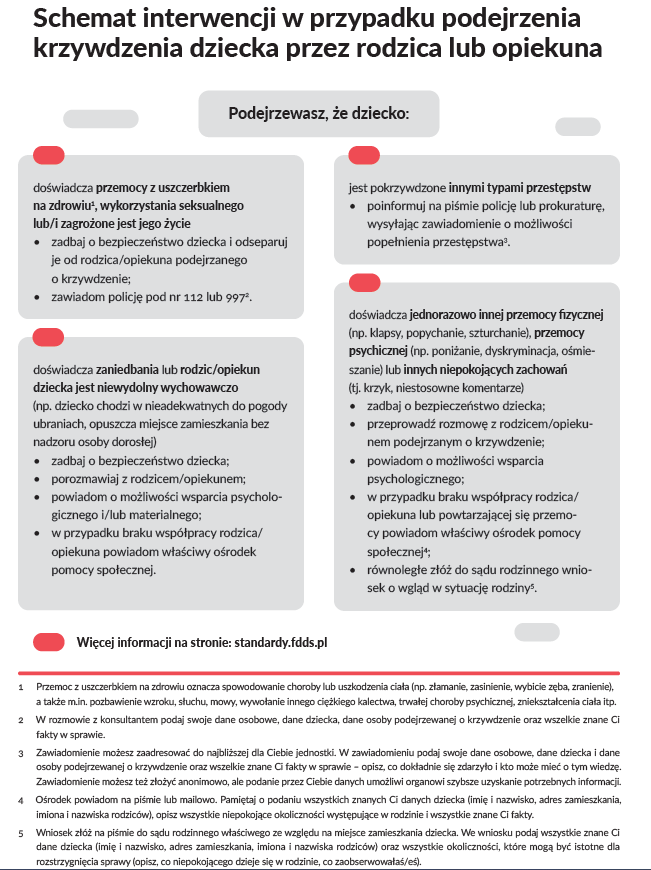 Schemat interwencji w przypadku podejrzenia
krzywdzenia dziecka przez rodzica lub opiekuna
Podejrzewasz, że dziecko:
doświadcza przemocy z uszczerbkiem
na zdrowiu¹, wykorzystania seksualnego
lub/i zagrożone jest jego życie
• zadbaj o bezpieczeństwo dziecka i odseparuj
je od rodzica/opiekuna podejrzanego
o krzywdzenie;
• zawiadom policję pod nr 112 lub 997².
doświadcza zaniedbania lub rodzic/opiekun
dziecka jest niewydolny wychowawczo
(np. dziecko chodzi w nieadekwatnych do pogody
ubraniach, opuszcza miejsce zamieszkania bez
nadzoru osoby dorosłej)
• zadbaj o bezpieczeństwo dziecka;
• porozmawiaj z rodzicem/opiekunem;
• powiadom o możliwości wsparcia psycholo-
gicznego i/lub materialnego;
• w przypadku braku współpracy rodzica/
opiekuna powiadom właściwy ośrodek
pomocy społecznej.
jest pokrzywdzone innymi typami przestępstw
• poinformuj na piśmie policję lub prokuraturę,
wysyłając zawiadomienie o możliwości
popełnienia przestępstwa³.
doświadcza jednorazowo innej przemocy fizycznej
(np. klapsy, popychanie, szturchanie), przemocy
psychicznej (np. poniżanie, dyskryminacja, ośmie-
szanie) lub innych niepokojących zachowań
(tj. krzyk, niestosowne komentarze)
• zadbaj o bezpieczeństwo dziecka;
• przeprowadź rozmowę z rodzicem/opieku-
nem podejrzanym o krzywdzenie;
• powiadom o możliwości wsparcia
psychologicznego;
• w przypadku braku współpracy rodzica/
opiekuna lub powtarzającej się przemo-
cy powiadom właściwy ośrodek pomocy
społecznej⁴;
• równolegle złóż do sądu rodzinnego wnio-
sek o wgląd w sytuację rodziny⁵.
Więcej informacji na stronie: standardy.fdds.pl
1 Przemoc z uszczerbkiem na zdrowiu oznacza spowodowanie choroby lub uszkodzenia ciała (np. złamanie, zasinienie, wybicie zęba, zranienie),
a także m.in. pozbawienie wzroku, słuchu, mowy, wywołanie innego ciężkiego kalectwa, trwałej choroby psychicznej, zniekształcenia ciała itp.
2 W rozmowie z konsultantem podaj swoje dane osobowe, dane dziecka, dane osoby podejrzewanej o krzywdzenie oraz wszelkie znane Ci
fakty w sprawie.
3 Zawiadomienie możesz zaadresować do najbliższej dla Ciebie jednostki. W zawiadomieniu podaj swoje dane osobowe, dane dziecka i dane
osoby podejrzewanej o krzywdzenie oraz wszelkie znane Ci fakty w sprawie – opisz, co dokładnie się zdarzyło i kto może mieć o tym wiedzę.
Zawiadomienie możesz też złożyć anonimowo, ale podanie przez Ciebie danych umożliwi organowi szybsze uzyskanie potrzebnych informacji.
4 Ośrodek powiadom na piśmie lub mailowo. Pamiętaj o podaniu wszystkich znanych Ci danych dziecka (imię i nazwisko, adres zamieszkania,
imiona i nazwiska rodziców), opisz wszystkie niepokojące okoliczności występujące w rodzinie i wszystkie znane Ci fakty.
5 Wniosek złóż na piśmie do sądu rodzinnego właściwego ze względu na miejsce zamieszkania dziecka. We wniosku podaj wszystkie znane Ci
dane dziecka (imię i nazwisko, adres zamieszkania, imiona i nazwiska rodziców) oraz wszystkie okoliczności, które mogą być istotne dla
rozstrzygnięcia sprawy (opisz, co niepokojącego dzieje się w rodzinie, co zaobserwowałaś/eś).